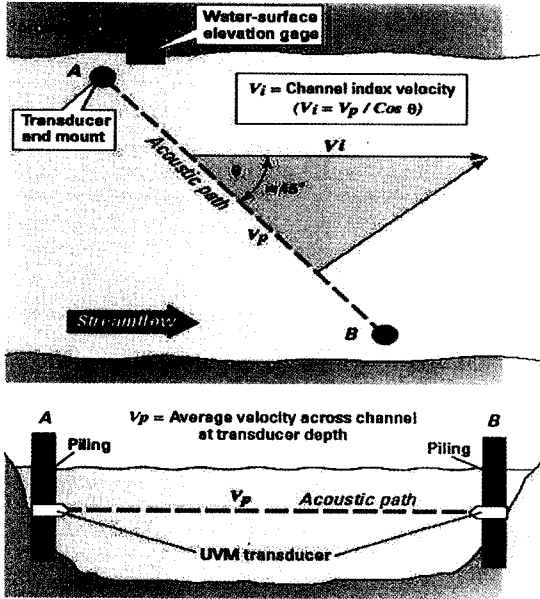 Water-surface
elevation gage
A
Transducer
and mount
Vi = Channel index velocity
(Vi = Vp / Cos θ)
Vi
θ
≈45°
Acoustic path
Vp
Streamflow
B
A
Vp = Average velocity across channel
at transducer depth
B
Piling
Piling
Vp
Acoustic path
UVM transducer